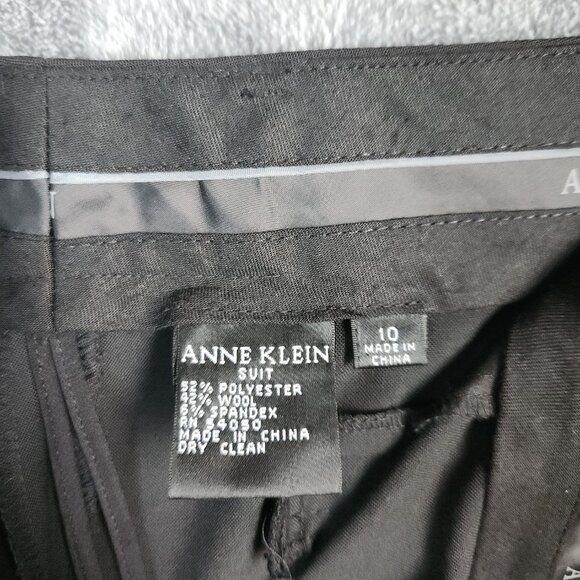 A
ANNE KLEIN
SUIT
52% POLYESTER
42% WOOL
6% SPANDEX
RN 54050
MADE IN CHINA
DRY CLEAN
10
MADE IN
CHINA
A